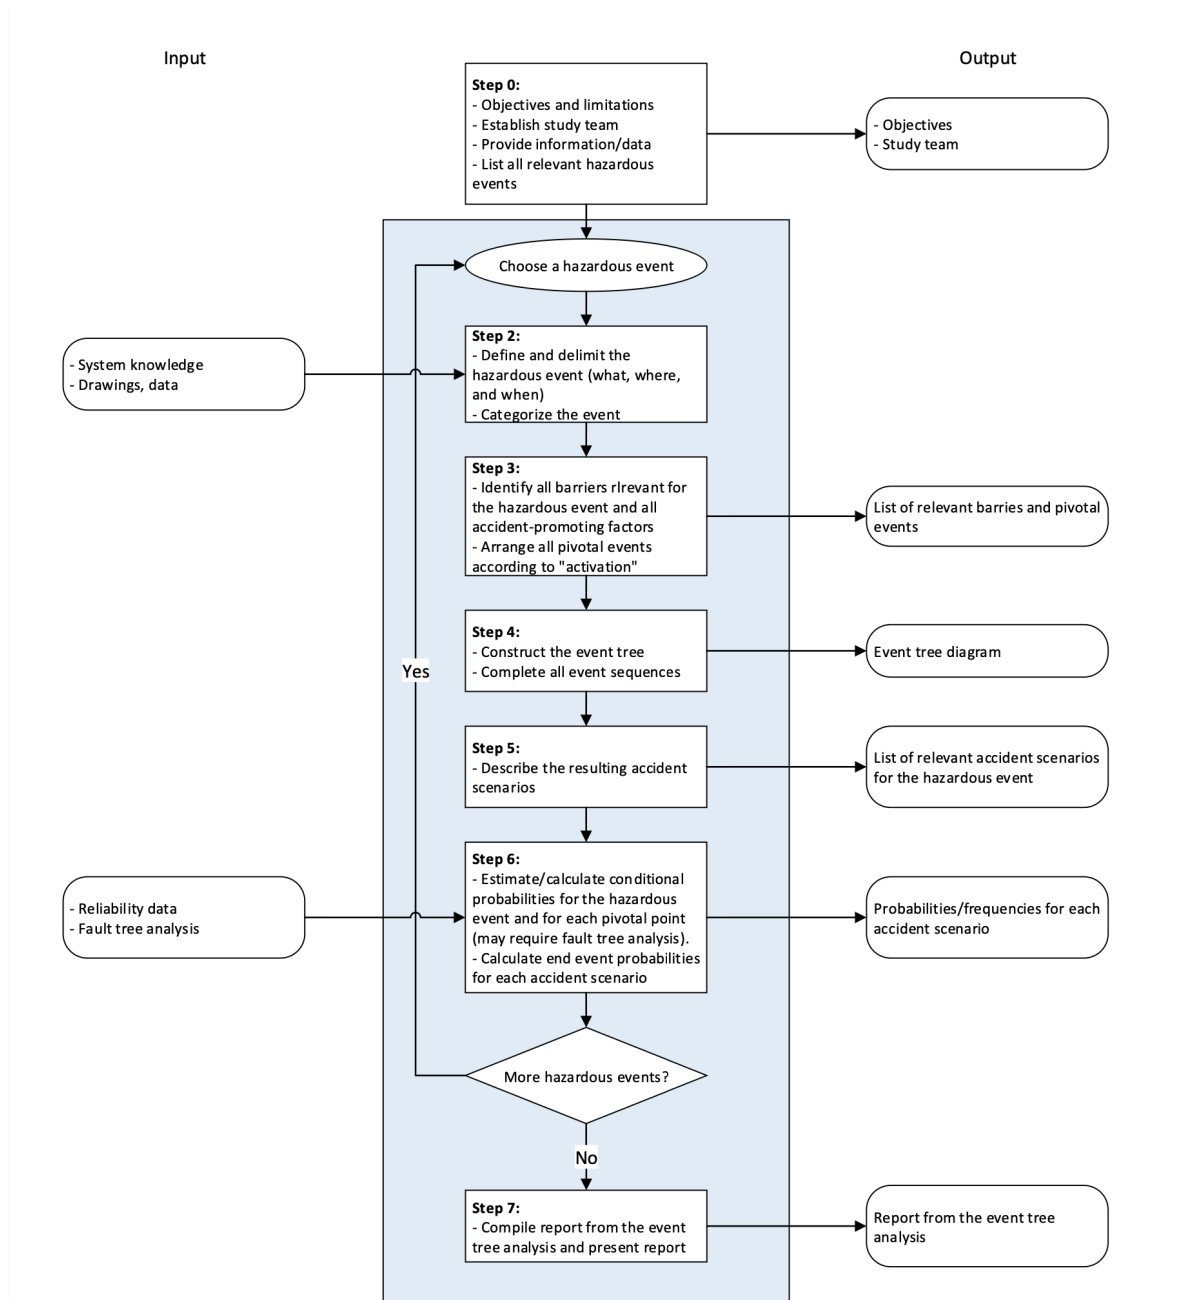 Input
Output
Step 0:
- Objectives and limitations
- Establish study team
- Provide information/data
- List all relevant hazardous
events
- Objectives
- Study team
Choose a hazardous event
- System knowledge
- Drawings, data
Step 2:
- Define and delimit the
hazardous event (what, where,
and when)
- Categorize the event
Step 3:
- Identify all barriers rlrevant for
the hazardous event and all
accident-promoting factors
- Arrange all pivotal events
according to "activation"
List of relevant barries and pivotal
events
Step 4:
- Construct the event tree
- Complete all event sequences
Event tree diagram
Yes
Step 5:
- Describe the resulting accident
scenarios
List of relevant accident scenarios
for the hazardous event
- Reliability data
- Fault tree analysis
Step 6:
- Estimate/calculate conditional
probabilities for the hazardous
event and for each pivotal point
(may require fault tree analysis).
- Calculate end event probabilities
for each accident scenario
Probabilities/frequencies for each
accident scenario
More hazardous events?
No
Step 7:
- Compile report from the event
tree analysis and present report
Report from the event tree
analysis